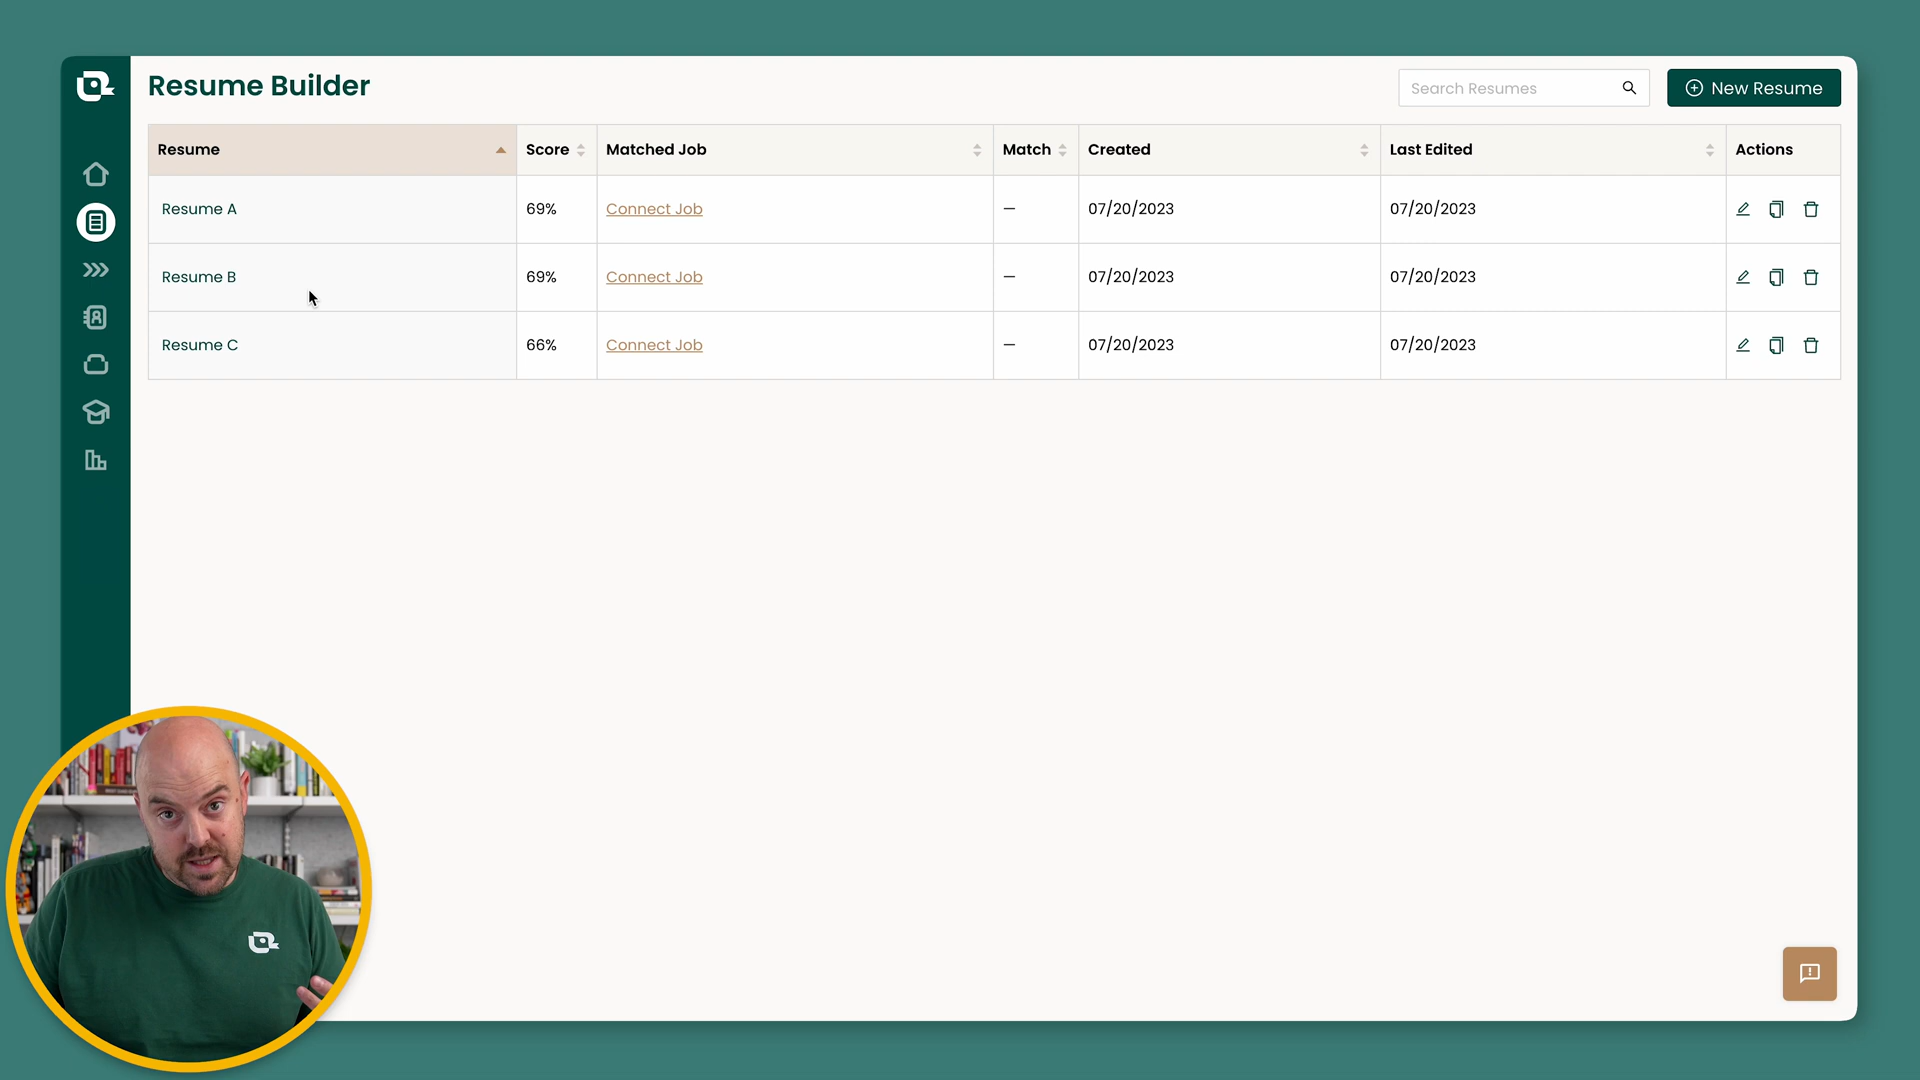 Resume Builder
Search Resumes
New Resume
Resume Score Matched Job Match Created Last Edited Actions
Resume A 69% Connect Job — 07/20/2023 07/20/2023
Resume B 69% Connect Job — 07/20/2023 07/20/2023
Resume C 66% Connect Job — 07/20/2023 07/20/2023